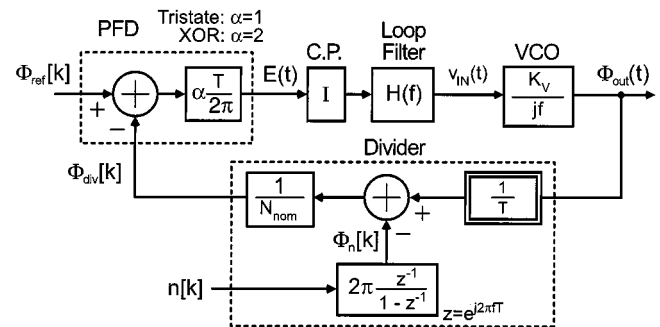 PFD
Tristate: α=1
XOR: α=2
Φref[k]
+
−
α T/2π
E(t)
C.P.
I
Loop
Filter
H(f)
vIN(t)
VCO
KV/jf
Φout(t)
Divider
Φdiv[k]
1/Nnom
+
−
1/T
Φn[k]
n[k]
2π z⁻¹/1 - z⁻¹
z=e^j2πfT